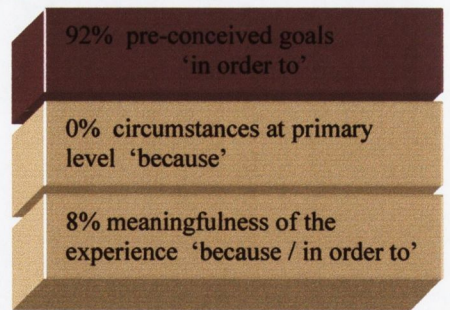 92% pre-conceived goals
'in order to'
0% circumstances at primary
level 'because'
8% meaningfulness of the
experience 'because / in order to'